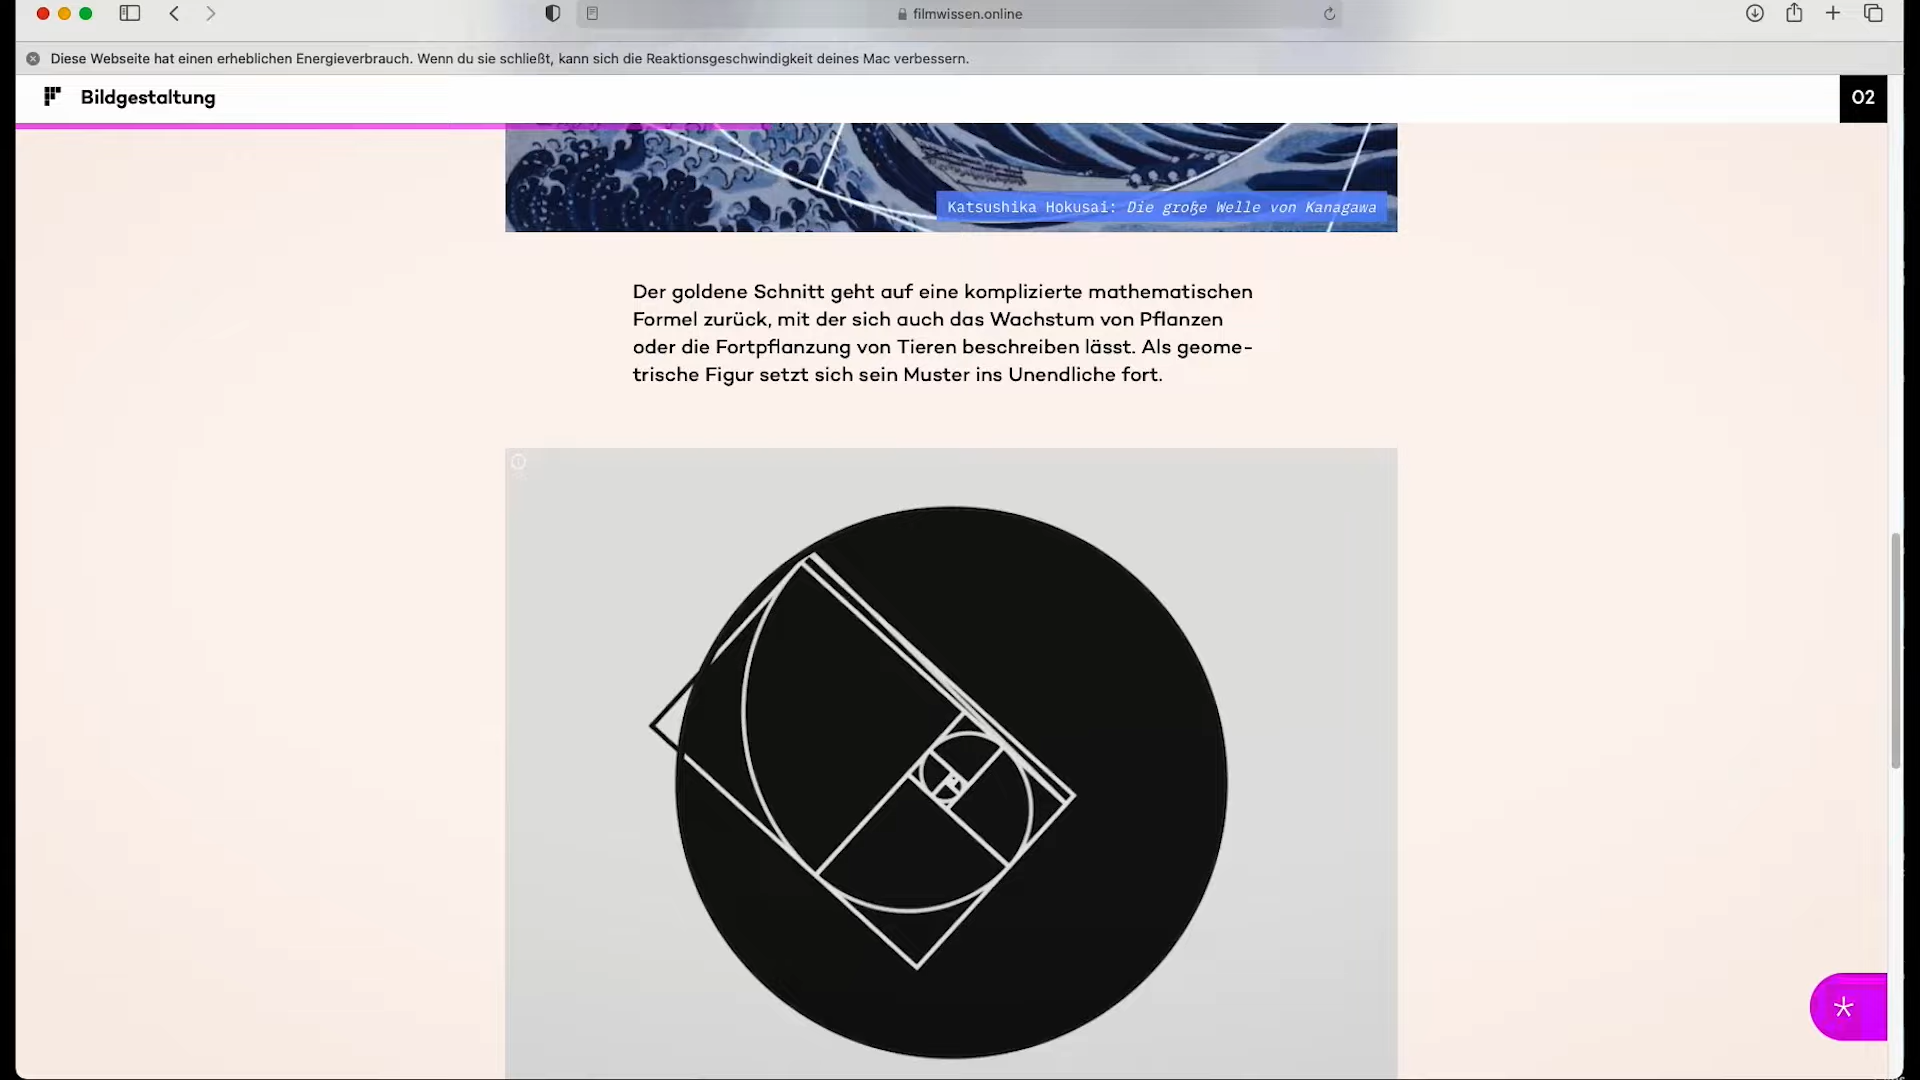 filmwissen.online
Diese Webseite hat einen erheblichen Energieverbrauch. Wenn du sie schließt, kann sich die Reaktionsgeschwindigkeit deines Mac verbessern.
Bildgestaltung
02
Katsushika Hokusai: Die große Welle von Kanagawa
Der goldene Schnitt geht auf eine komplizierte mathematischen
Formel zurück, mit der sich auch das Wachstum von Pflanzen
oder die Fortpflanzung von Tieren beschreiben lässt. Als geome-
trische Figur setzt sich sein Muster ins Unendliche fort.